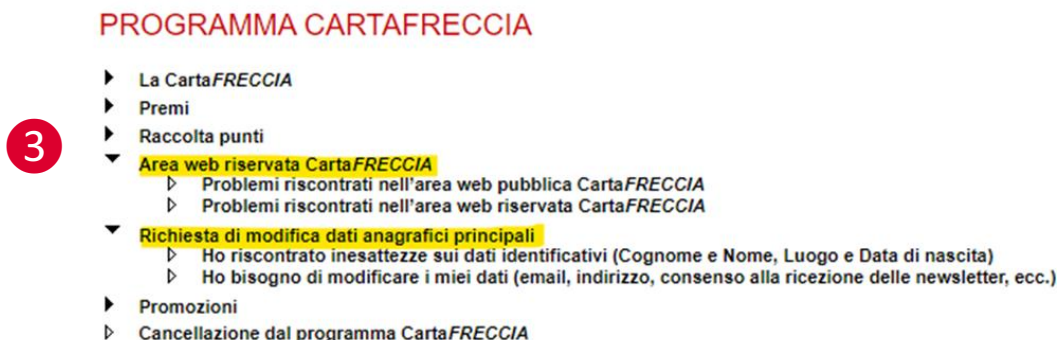 PROGRAMMA CARTAFRECCIA
La CartaFRECCIA
Premi
3
Raccolta punti
Area web riservata CartaFRECCIA
Problemi riscontrati nell'area web pubblica CartaFRECCIA
Problemi riscontrati nell'area web riservata CartaFRECCIA
Richiesta di modifica dati anagrafici principali
Ho riscontrato inesattezze sui dati identificativi (Cognome e Nome, Luogo e Data di nascita)
Ho bisogno di modificare i miei dati (email, indirizzo, consenso alla ricezione delle newsletter, ecc.)
Promozioni
Cancellazione dal programma CartaFRECCIA